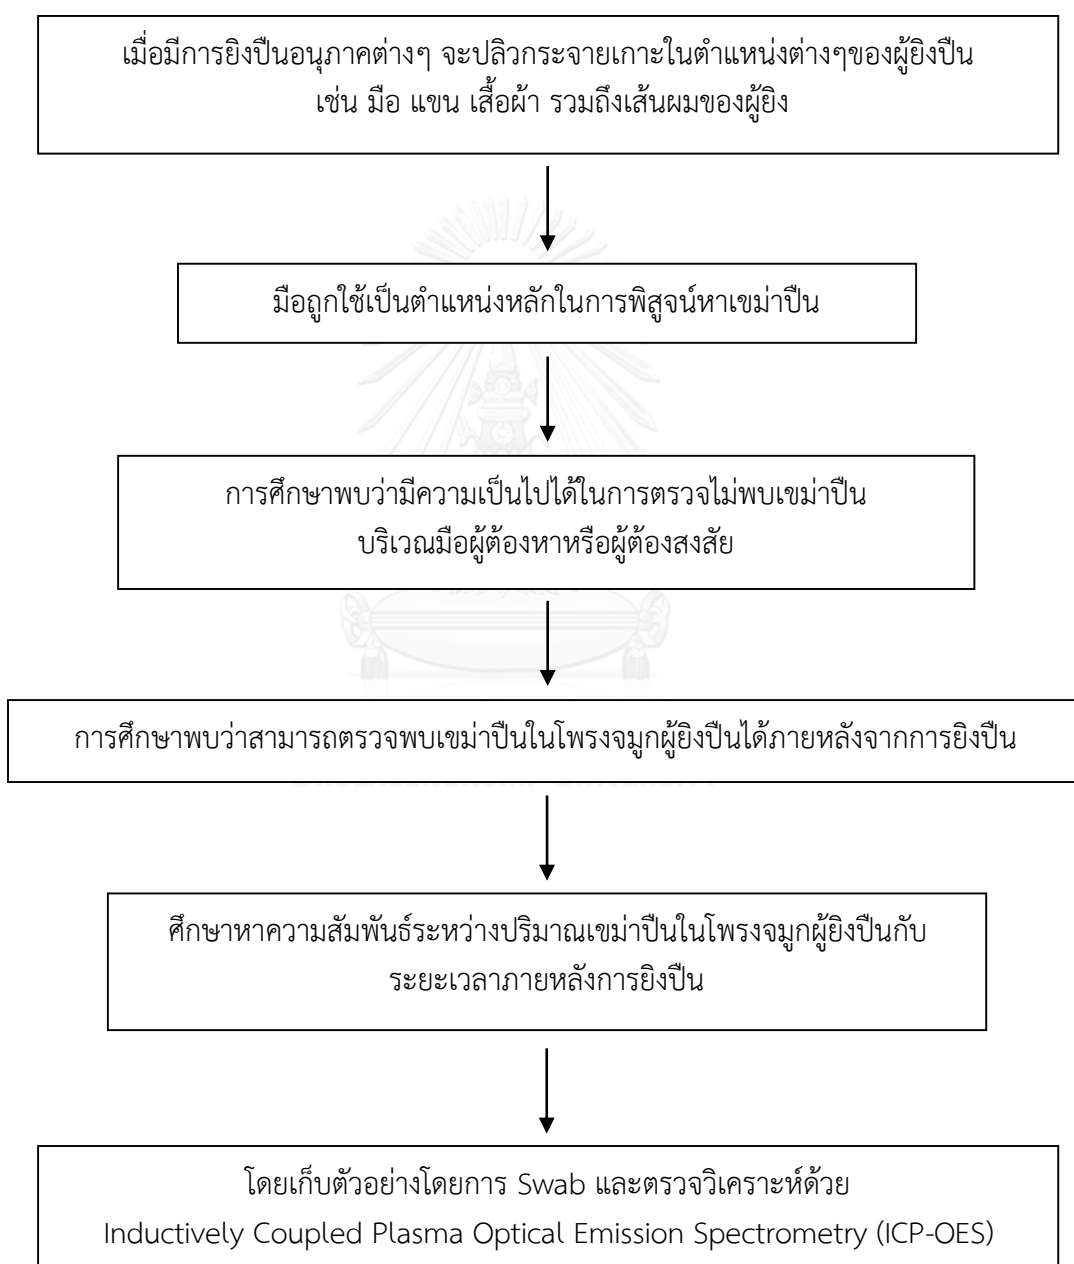 เมื่อมีการยิงปืนอนุภาคต่างๆ จะปลิวกระจายเกาะในตำแหน่งต่างๆของผู้ยิงปืน
เช่น มือ แขน เสื้อผ้า รวมถึงเส้นผมของผู้ยิง
มือถูกใช้เป็นตำแหน่งหลักในการพิสูจน์หาเขม่าปืน
การศึกษาพบว่ามีความเป็นไปได้ในการตรวจไม่พบเขม่าปืน
บริเวณมือผู้ต้องหาหรือผู้ต้องสงสัย
การศึกษาพบว่าสามารถตรวจพบเขม่าปืนในโพรงจมูกผู้ยิงปืนได้ภายหลังจากการยิงปืน
ศึกษาหาความสัมพันธ์ระหว่างปริมาณเขม่าปืนในโพรงจมูกผู้ยิงปืนกับ
ระยะเวลาภายหลังการยิงปืน
โดยเก็บตัวอย่างโดยการ Swab และตรวจวิเคราะห์ด้วย
Inductively Coupled Plasma Optical Emission Spectrometry (ICP-OES)